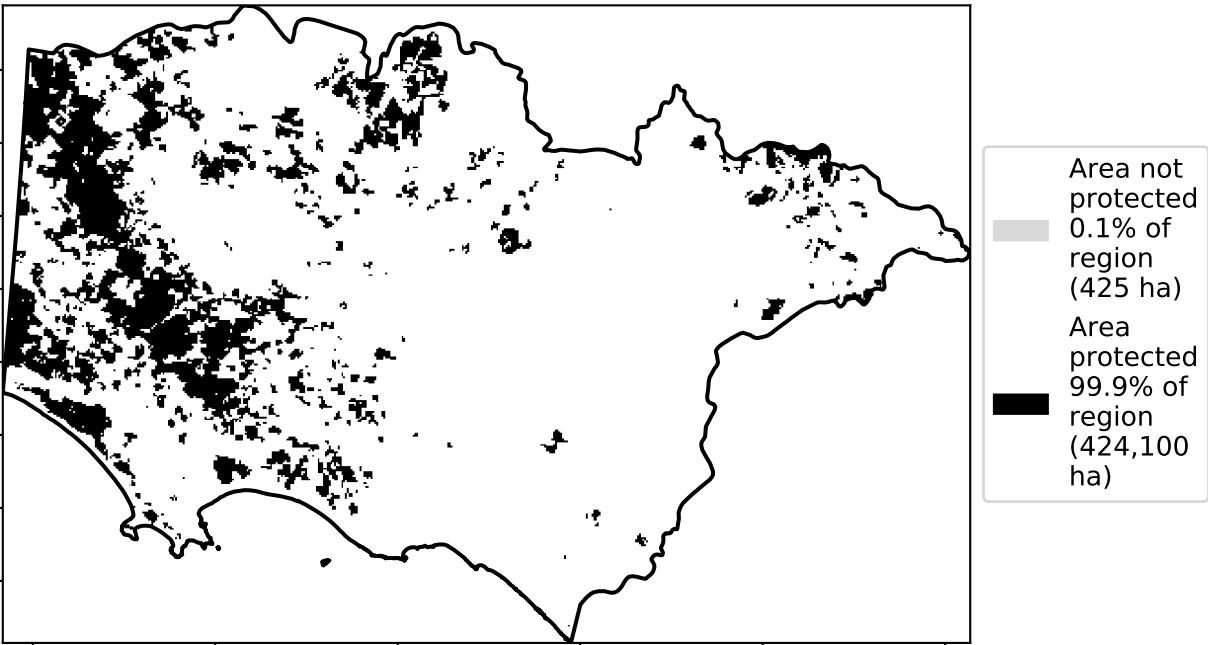 Area not
protected
0.1% of
region
(425 ha)
Area
protected
99.9% of
region
(424,100
ha)